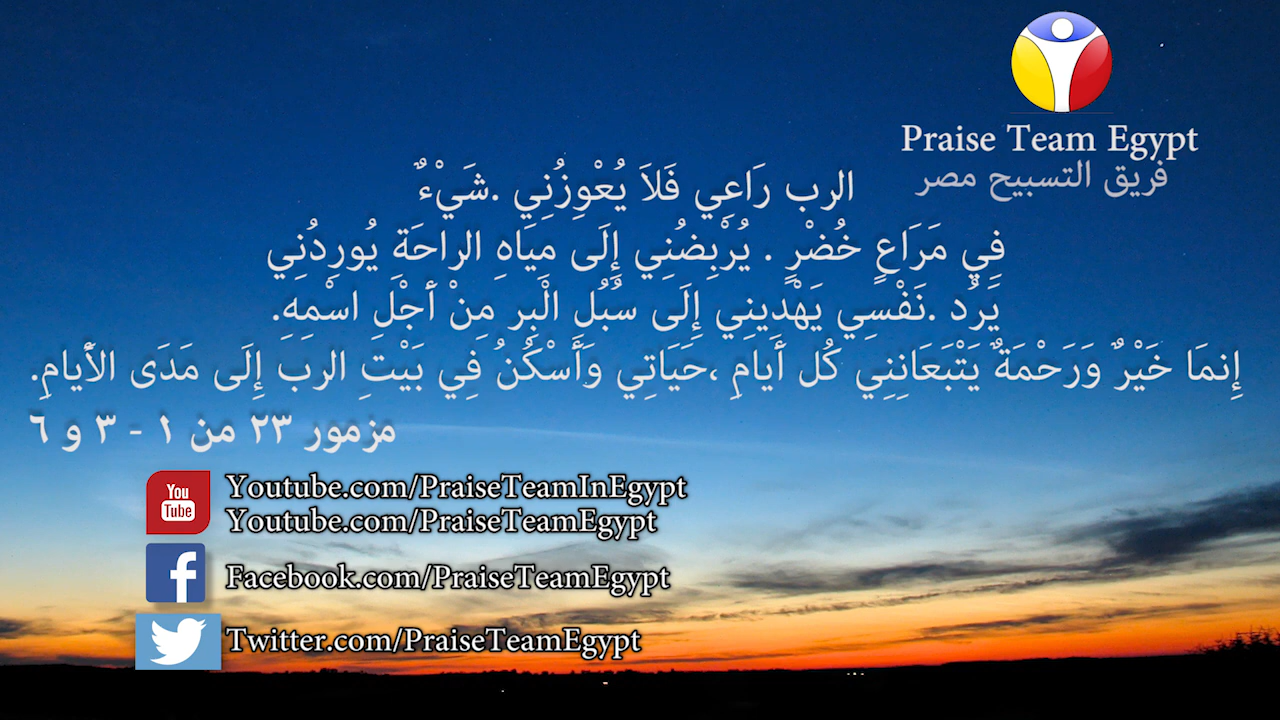 Praise Team Egypt
فريق التسبيح مصر
الرب رَاعِي فَلاَ يُعْوِزُنِي .شَيْءٌ
فِي مَرَاعٍ خُضْرٍ . يُرْبِضُنِي إِلَى مِيَاهِ الراحَةِ يُورِدُنِي
يَرُد .نَفْسِي يَهْدِينِي إِلَى سُبُلِ الْبِر مِنْ أَجْلِ اسْمِهِ.
إِنمَا خَيْرٌ وَرَحْمَةٌ يَتْبَعَانِنِي كُل أَيامِ ،حَيَاتِي وَأَسْكُنُ فِي بَيْتِ الرب إِلَى مَدَى الأَيامِ.
مزمور ٢٣ من ١ - ٣ و ٦
You
Tube
Youtube.com/PraiseTeamInEgypt
Youtube.com/PraiseTeamEgypt
f Facebook.com/PraiseTeamEgypt
Twitter.com/PraiseTeamEgypt